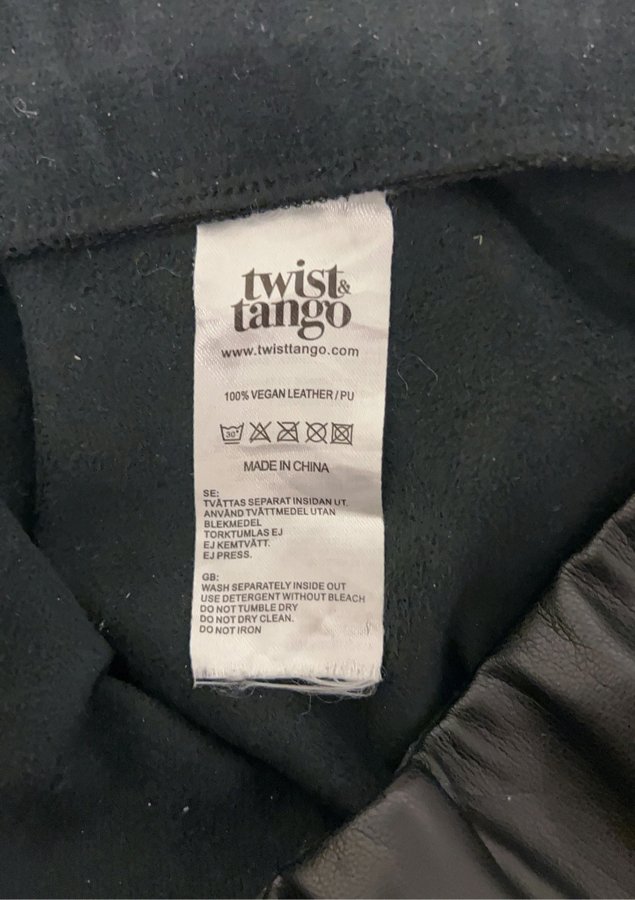 twist&
tango
www.twisttango.com
100% VEGAN LEATHER / PU
30°
MADE IN CHINA
SE:
TVÄTTAS SEPARAT INSIDAN UT.
ANVÄND TVÄTTMEDEL UTAN
BLEKMEDEL
TORKTUMLAS EJ
EJ KEMTVÄTT.
EJ PRESS.
GB:
WASH SEPARATELY INSIDE OUT
USE DETERGENT WITHOUT BLEACH
DO NOT TUMBLE DRY
DO NOT DRY CLEAN.
DO NOT IRON